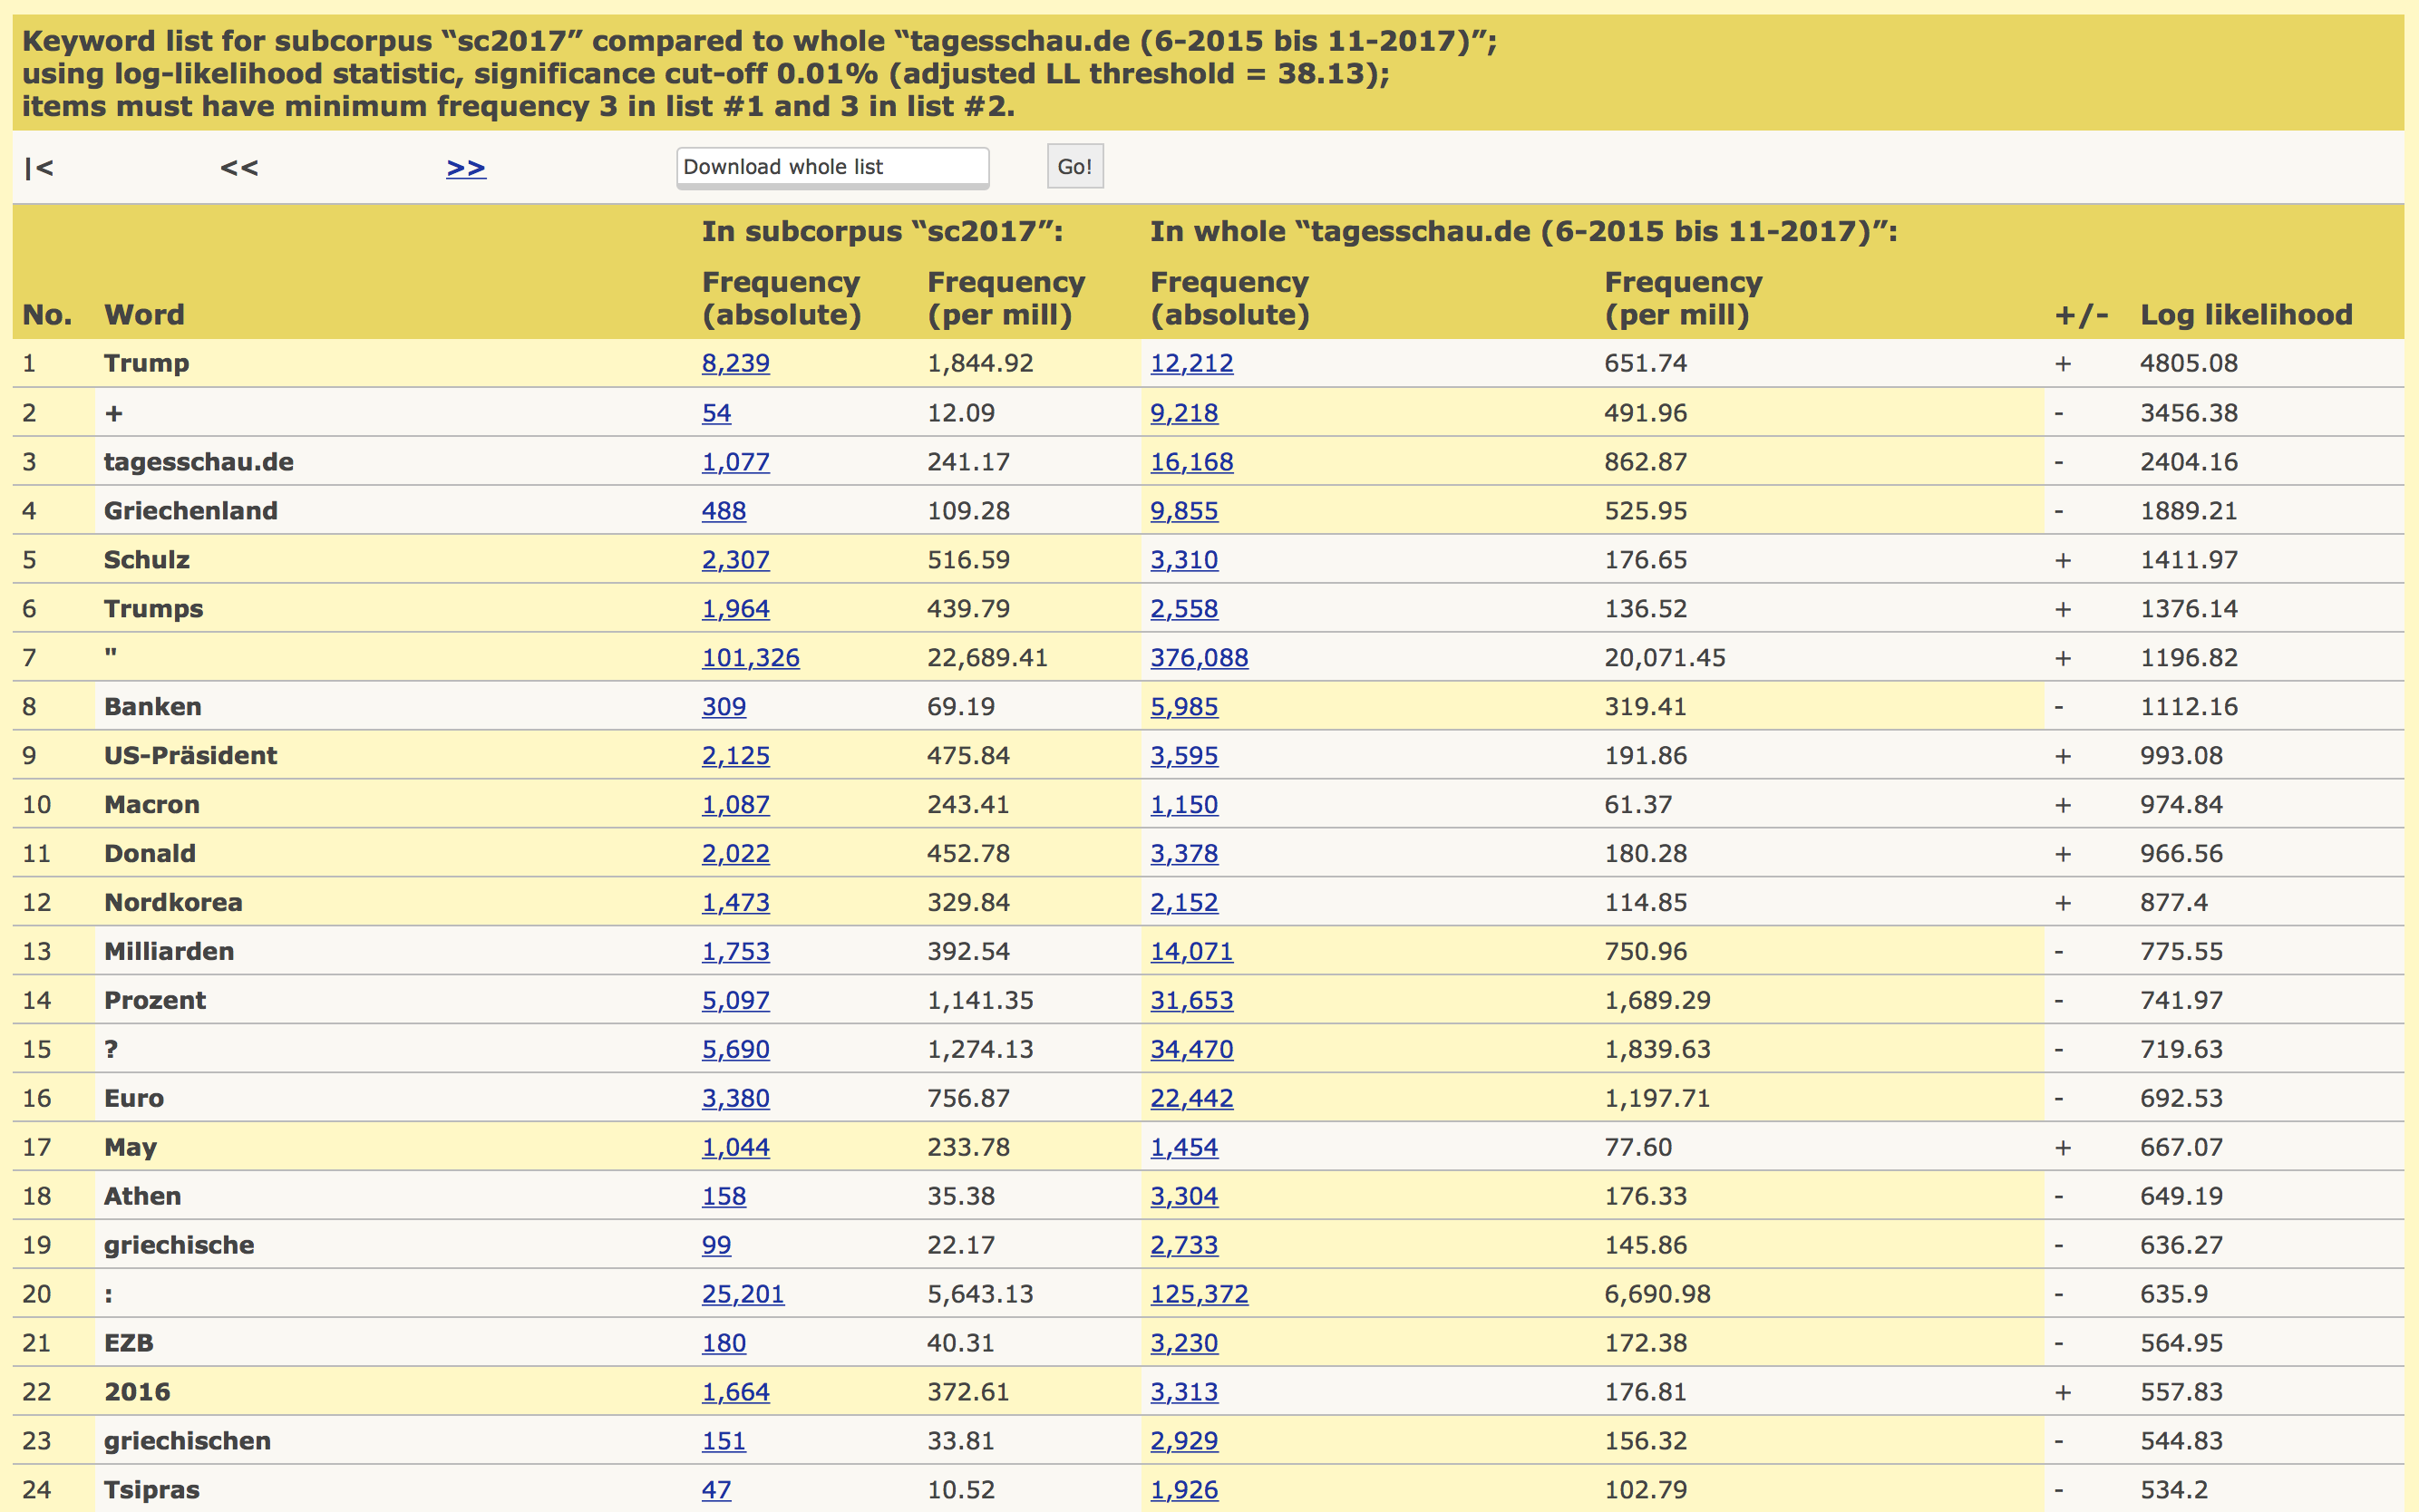 Keyword list for subcorpus “sc2017” compared to whole “tagesschau.de (6-2015 bis 11-2017)”;
using log-likelihood statistic, significance cut-off 0.01% (adjusted LL threshold = 38.13);
items must have minimum frequency 3 in list #1 and 3 in list #2.
|< << >> Download whole list Go!
In subcorpus “sc2017”: In whole “tagesschau.de (6-2015 bis 11-2017)”:
No. Word Frequency (absolute) Frequency (per mill) Frequency (absolute) Frequency (per mill) +/- Log likelihood
1 Trump 8,239 1,844.92 12,212 651.74 + 4805.08
2 + 54 12.09 9,218 491.96 - 3456.38
3 tagesschau.de 1,077 241.17 16,168 862.87 - 2404.16
4 Griechenland 488 109.28 9,855 525.95 - 1889.21
5 Schulz 2,307 516.59 3,310 176.65 + 1411.97
6 Trumps 1,964 439.79 2,558 136.52 + 1376.14
7 " 101,326 22,689.41 376,088 20,071.45 + 1196.82
8 Banken 309 69.19 5,985 319.41 - 1112.16
9 US-Präsident 2,125 475.84 3,595 191.86 + 993.08
10 Macron 1,087 243.41 1,150 61.37 + 974.84
11 Donald 2,022 452.78 3,378 180.28 + 966.56
12 Nordkorea 1,473 329.84 2,152 114.85 + 877.4
13 Milliarden 1,753 392.54 14,071 750.96 - 775.55
14 Prozent 5,097 1,141.35 31,653 1,689.29 - 741.97
15 ? 5,690 1,274.13 34,470 1,839.63 - 719.63
16 Euro 3,380 756.87 22,442 1,197.71 - 692.53
17 May 1,044 233.78 1,454 77.60 + 667.07
18 Athen 158 35.38 3,304 176.33 - 649.19
19 griechische 99 22.17 2,733 145.86 - 636.27
20 : 25,201 5,643.13 125,372 6,690.98 - 635.9
21 EZB 180 40.31 3,230 172.38 - 564.95
22 2016 1,664 372.61 3,313 176.81 + 557.83
23 griechischen 151 33.81 2,929 156.32 - 544.83
24 Tsipras 47 10.52 1,926 102.79 - 534.2